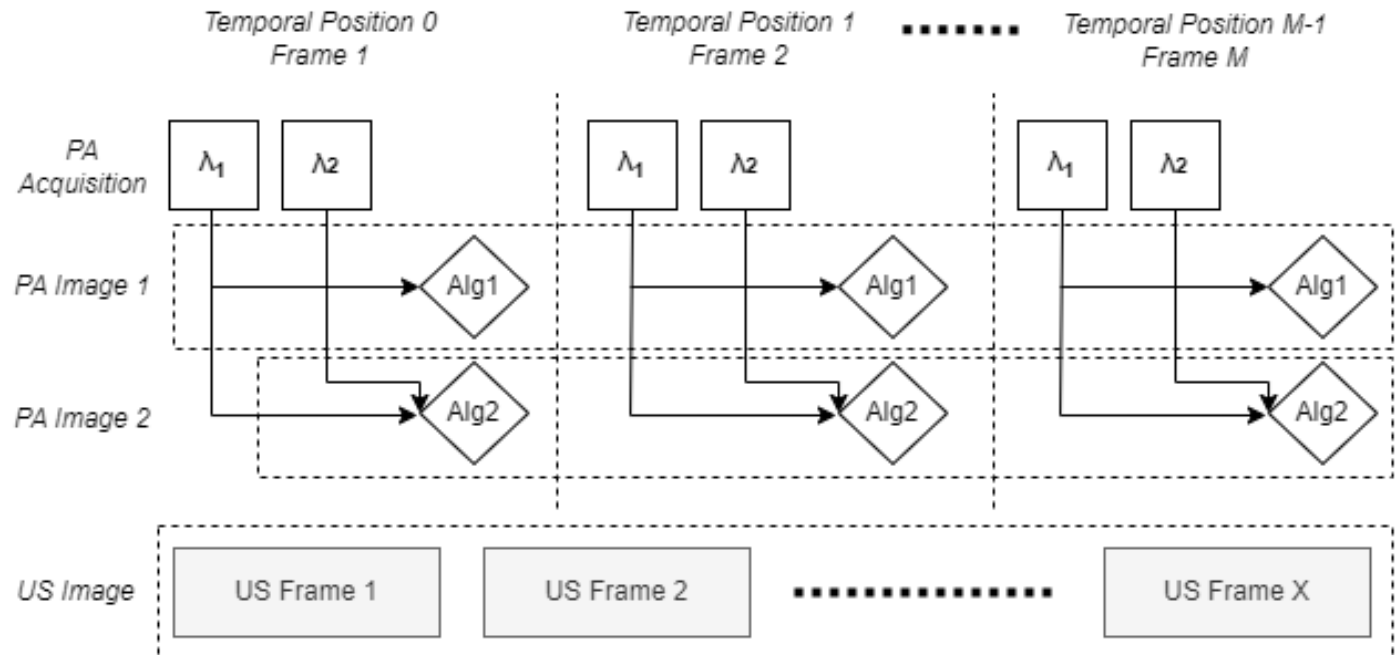 Temporal Position 0
Frame 1
Temporal Position 1
Frame 2
Temporal Position M-1
Frame M
PA
Acquisition
λ₁
λ2
λ₁
λ2
λ₁
λ2
PA Image 1
Alg1
Alg1
Alg1
PA Image 2
Alg2
Alg2
Alg2
US Image
US Frame 1
US Frame 2
US Frame X